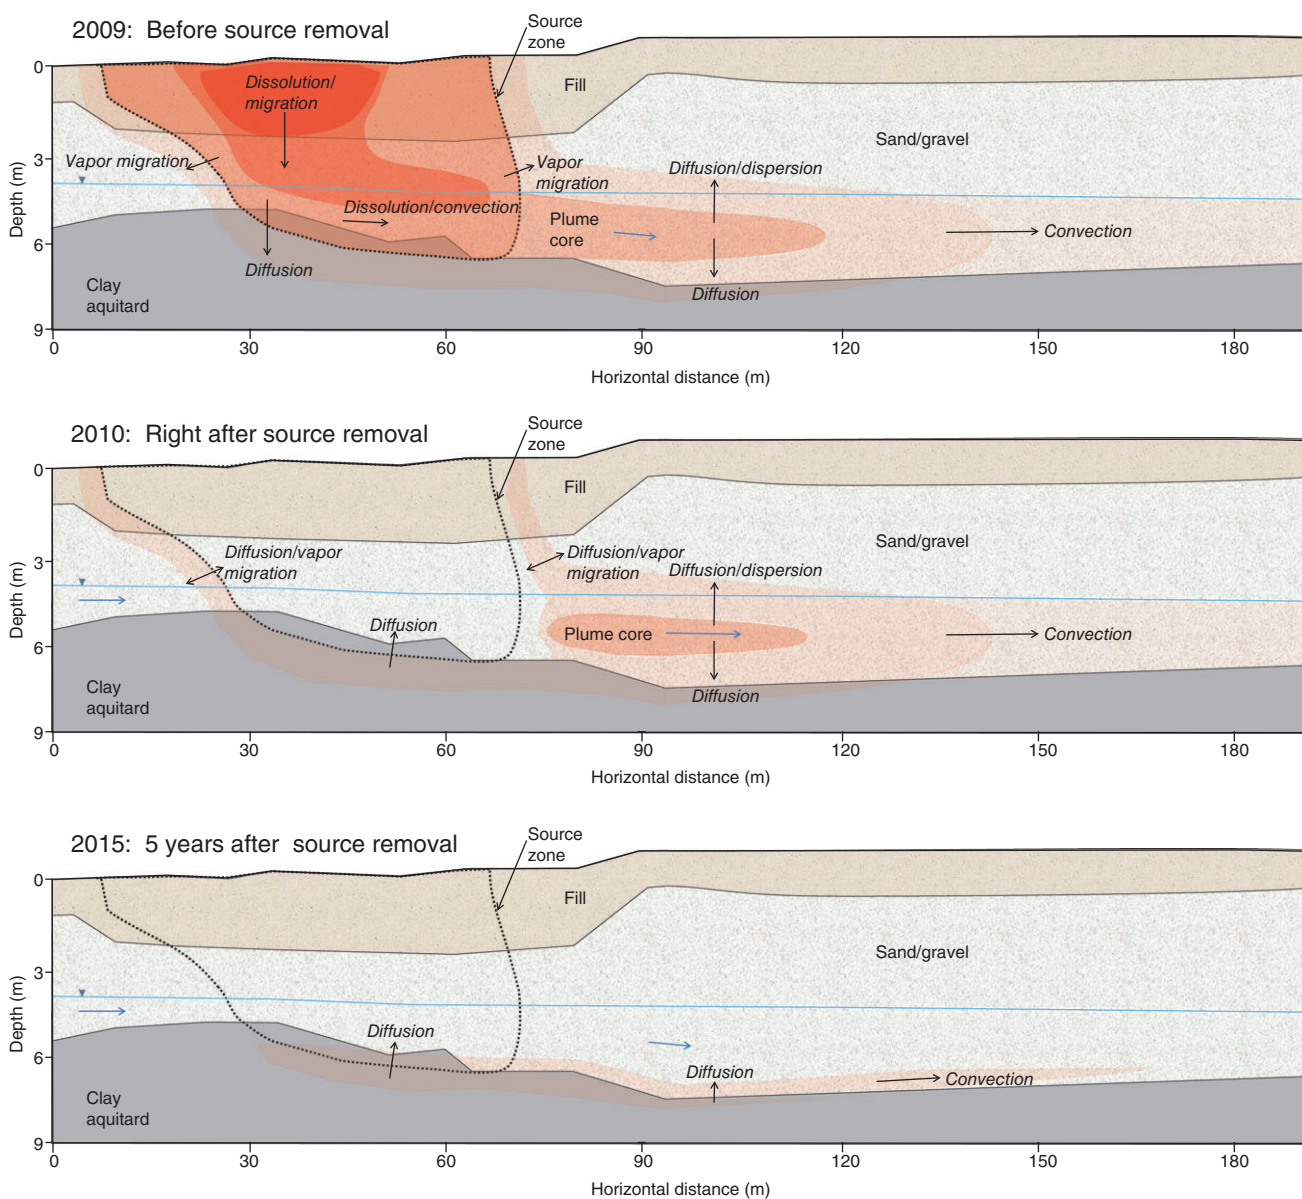 2009: Before source removal
Source
zone
0
3
6
9
Depth (m)
Dissolution/
migration
Fill
Sand/gravel
Vapor migration
Vapor
migration
Diffusion/dispersion
Dissolution/convection
Plume
core
Convection
Diffusion
Diffusion
Clay
aquitard
0 30 60 90 120 150 180
Horizontal distance (m)
2010: Right after source removal
Source
zone
0
3
6
9
Depth (m)
Fill
Sand/gravel
Diffusion/vapor
migration
Diffusion/vapor
migration
Diffusion/dispersion
Diffusion
Plume core
Convection
Diffusion
Clay
aquitard
0 30 60 90 120 150 180
Horizontal distance (m)
2015: 5 years after source removal
Source
zone
0
3
6
9
Depth (m)
Fill
Sand/gravel
Diffusion
Diffusion
Convection
Clay
aquitard
0 30 60 90 120 150 180
Horizontal distance (m)